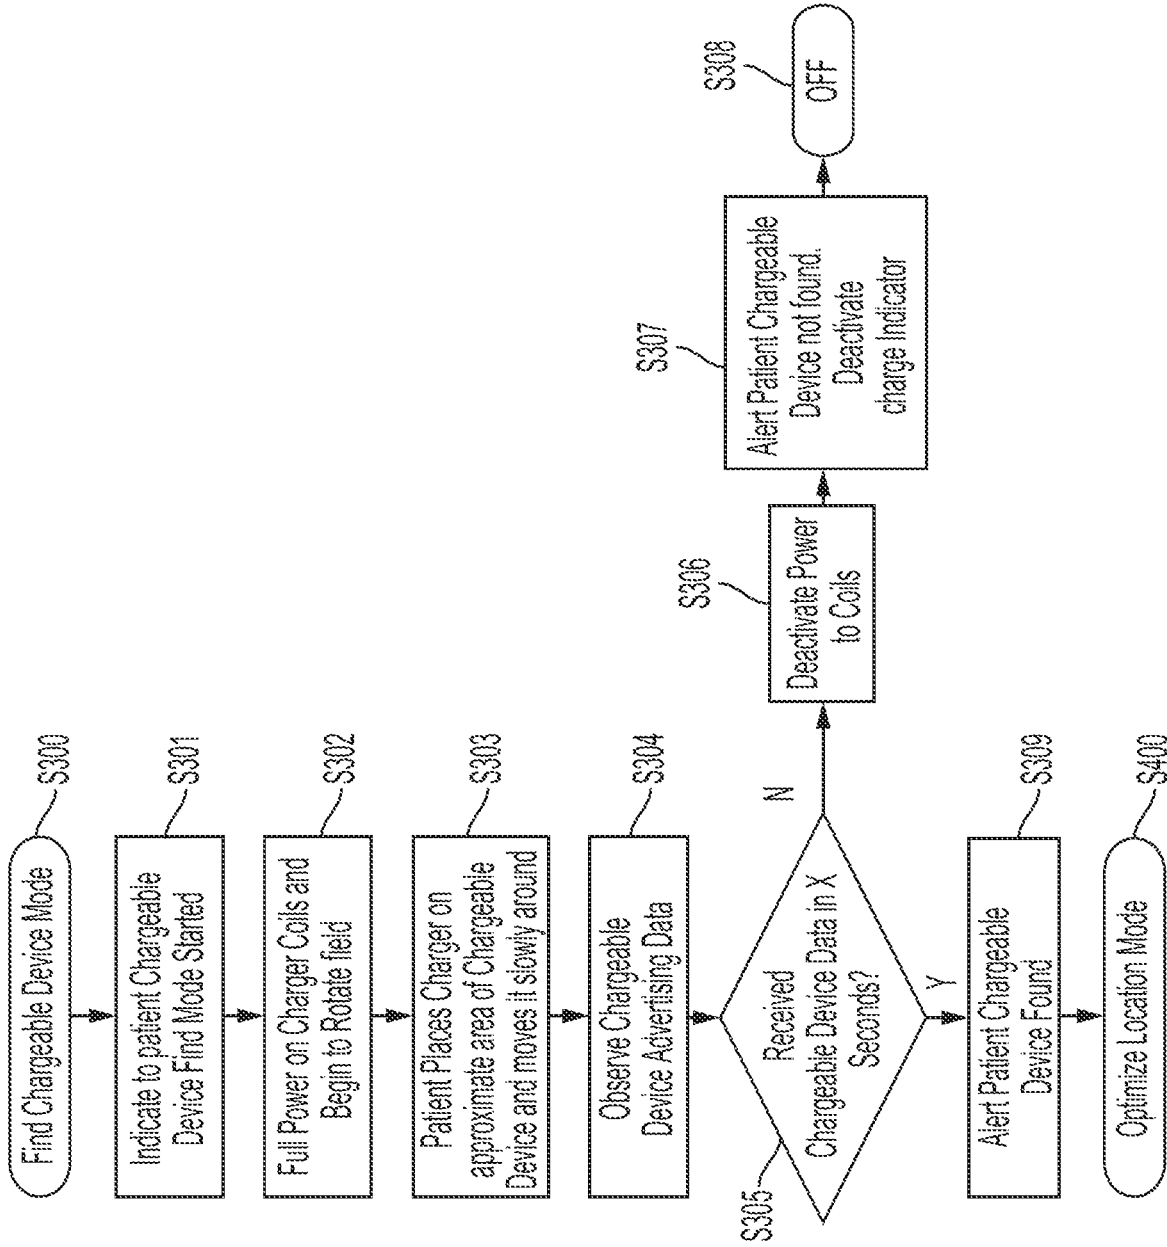 Find Chargeable Device Mode
S300
Indicate to patient Chargeable
Device Find Mode Started
S301
Full Power on Charger Coils and
Begin to Rotate field
S302
Patient Places Charger on
approximate area of Chargeable
Device and moves it slowly around
S303
Observe Chargeable
Device Advertising Data
S304
Received
Chargeable Device Data in X
Seconds?
S305
N
Deactivate Power
to Coils
S306
Alert Patient Chargeable
Device not found.
Deactivate
charge Indicator
S307
OFF
S308
Y
Alert Patient Chargeable
Device Found
S309
Optimize Location Mode
S400